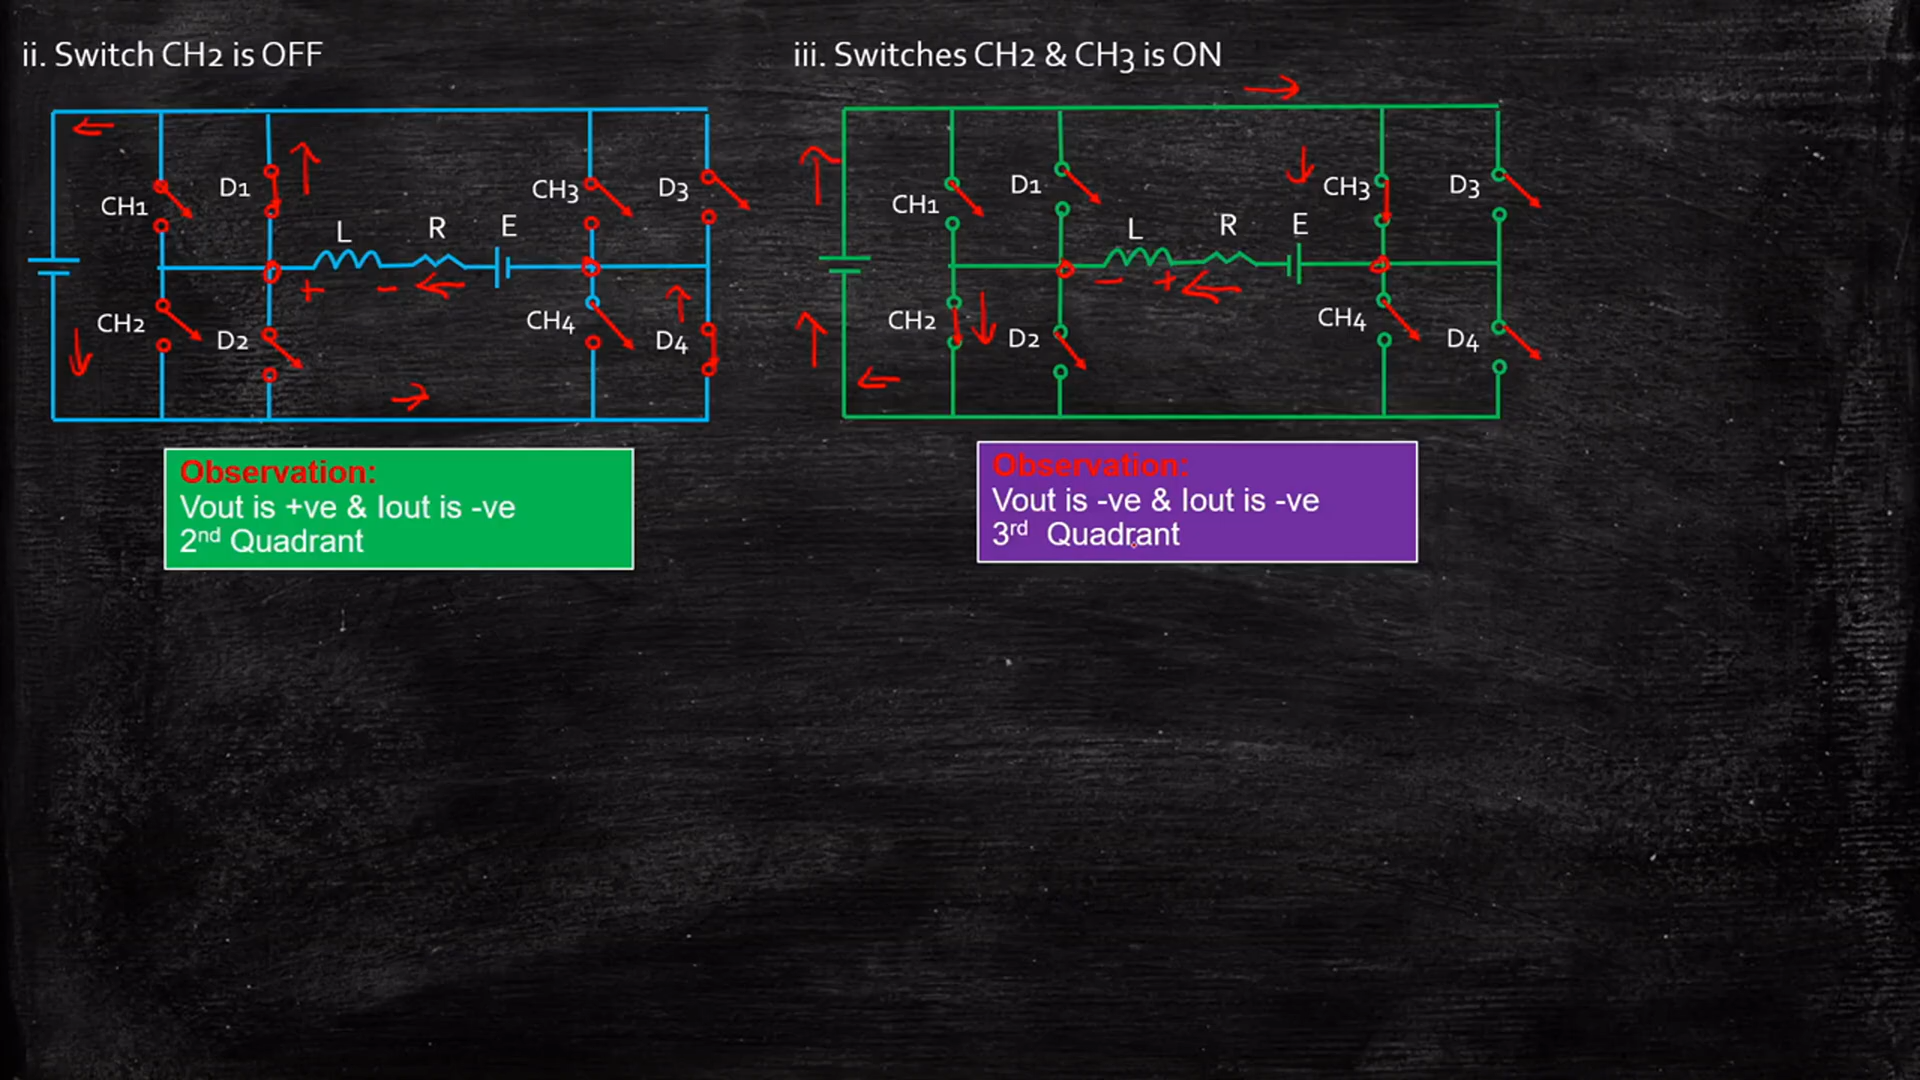 ii. Switch CH2 is OFF
CH1
D1
L
R
E
CH3
D3
+
-
CH2
D2
CH4
D4
Observation:
Vout is +ve & Iout is -ve
2nd Quadrant
iii. Switches CH2 & CH3 is ON
CH1
D1
L
R
E
CH3
D3
-
+
CH2
D2
CH4
D4
Observation:
Vout is -ve & Iout is -ve
3rd Quadrant